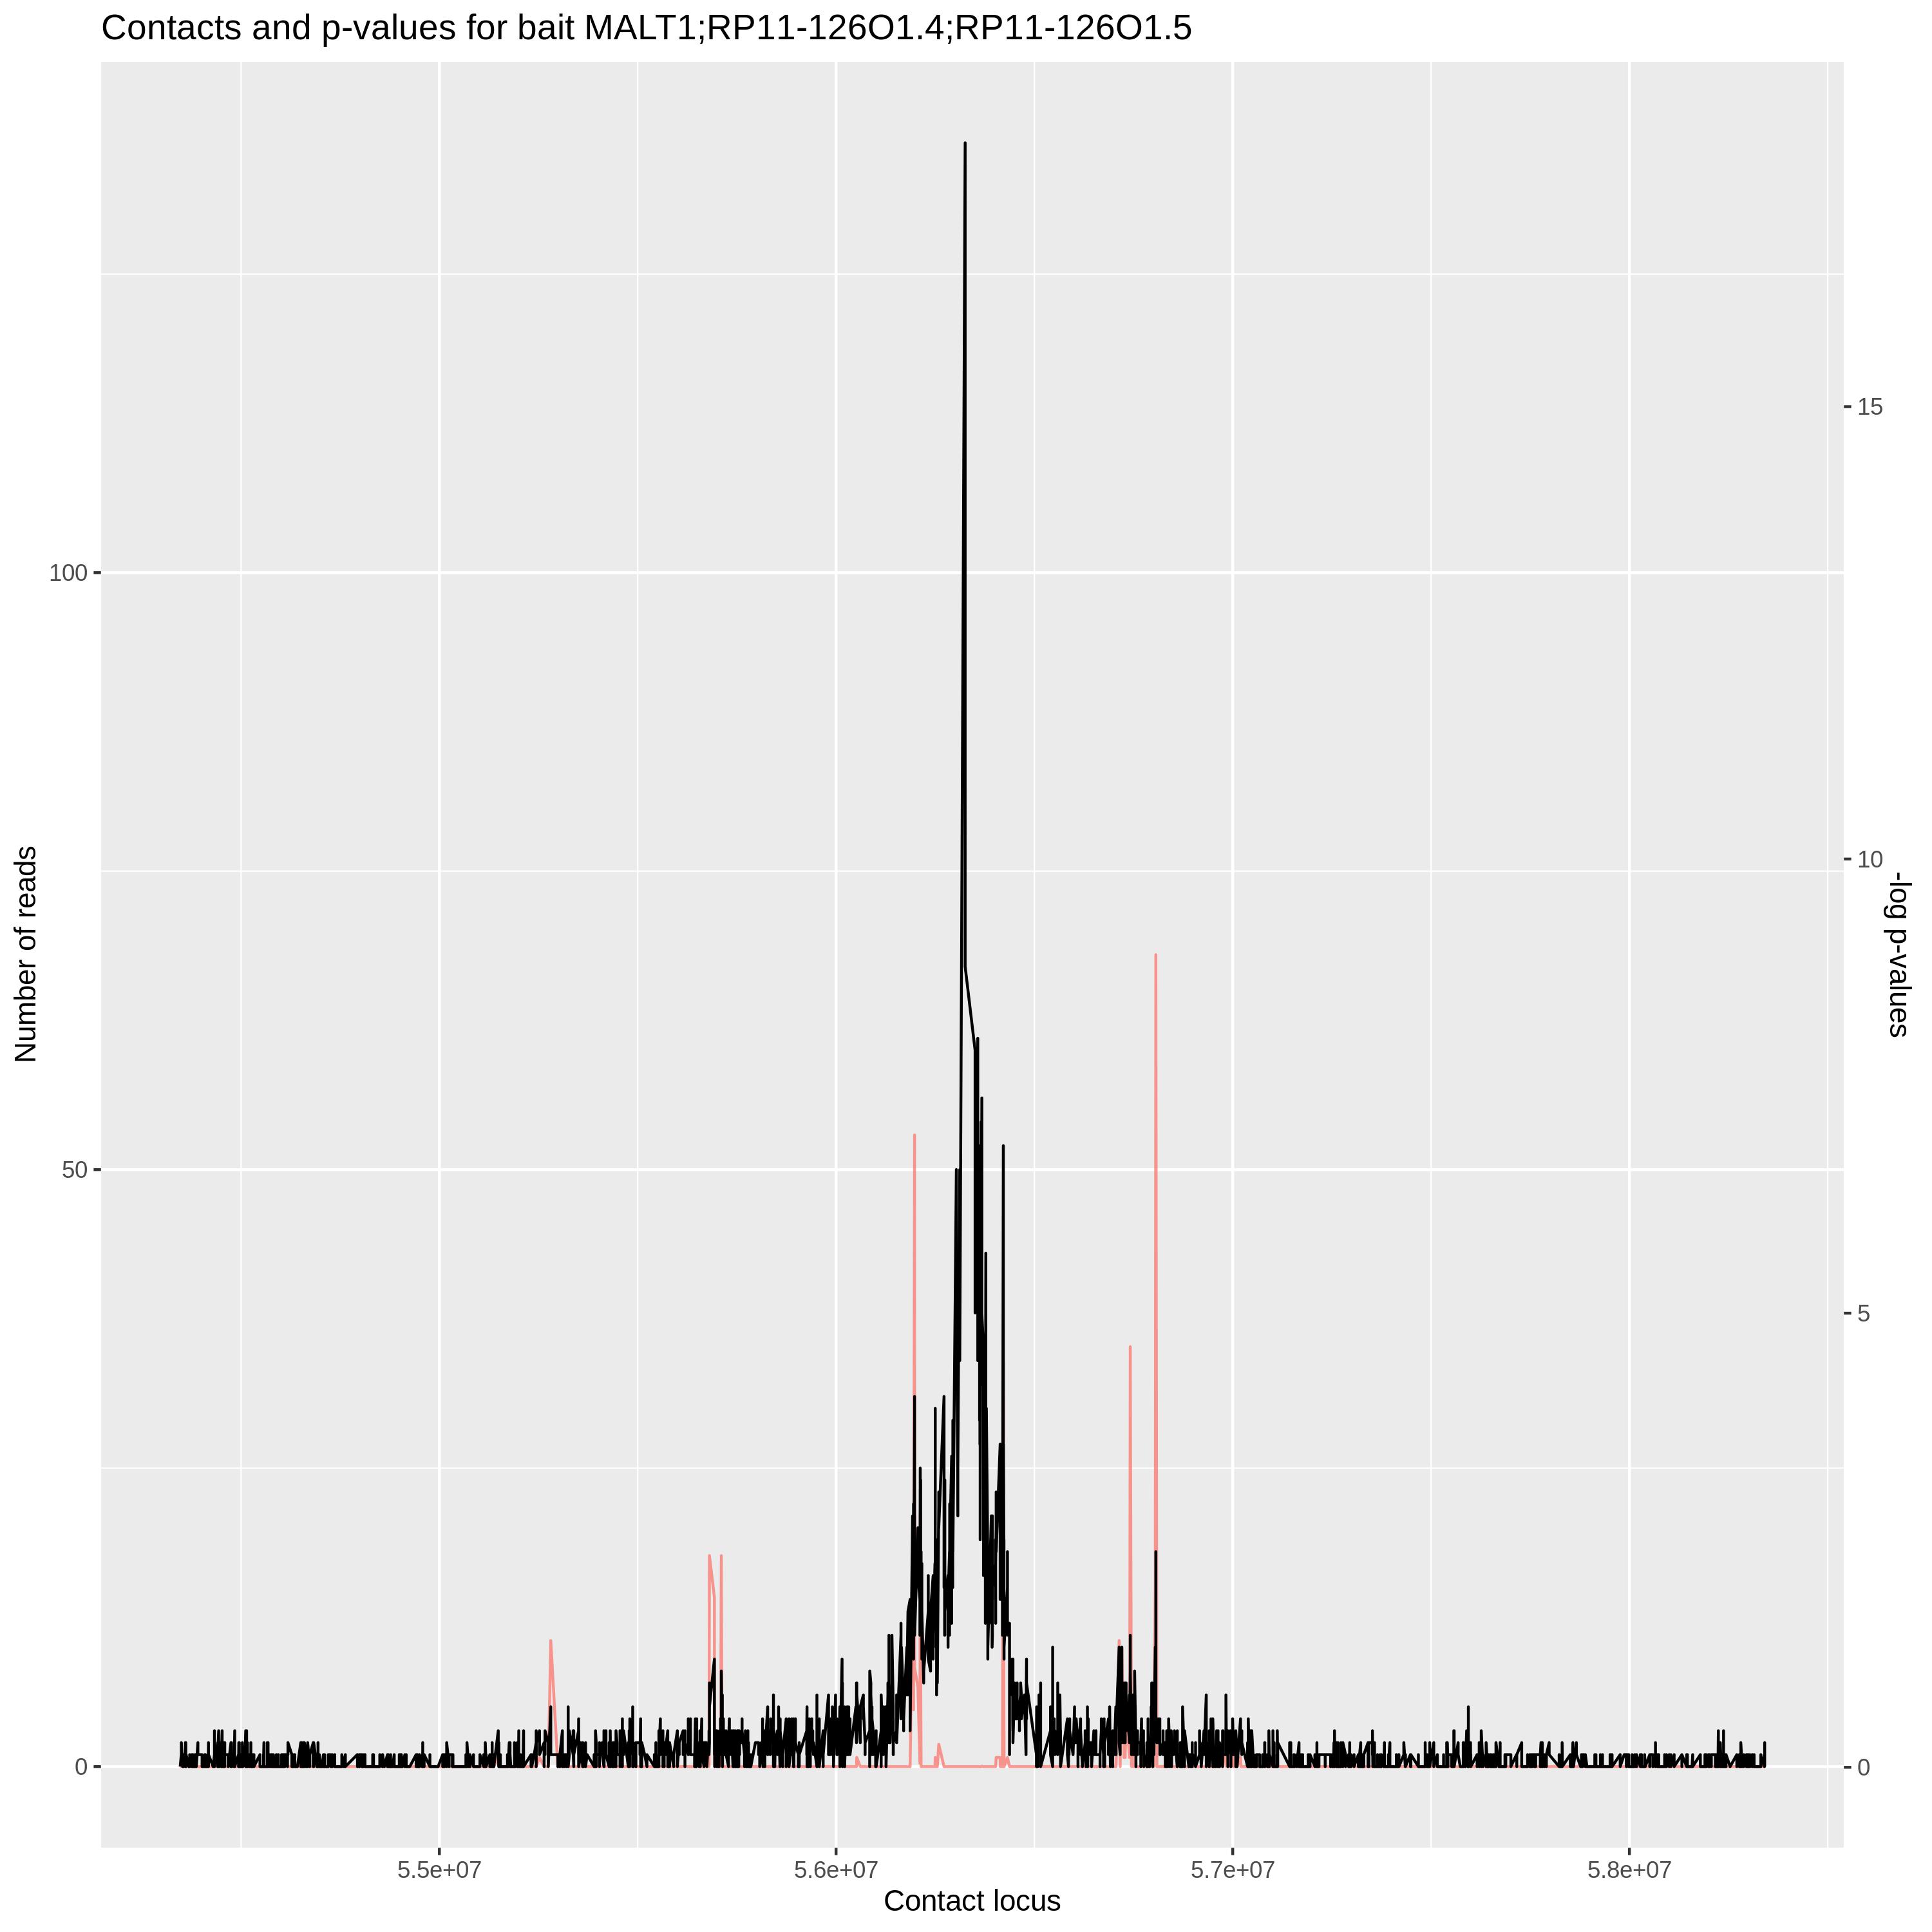 Contacts and p-values for bait MALT1;RP11-126O1.4;RP11-126O1.5
Number of reads
100
50
0
15
10
5
0
-log p-values
5.5e+07
5.6e+07
5.7e+07
5.8e+07
Contact locus